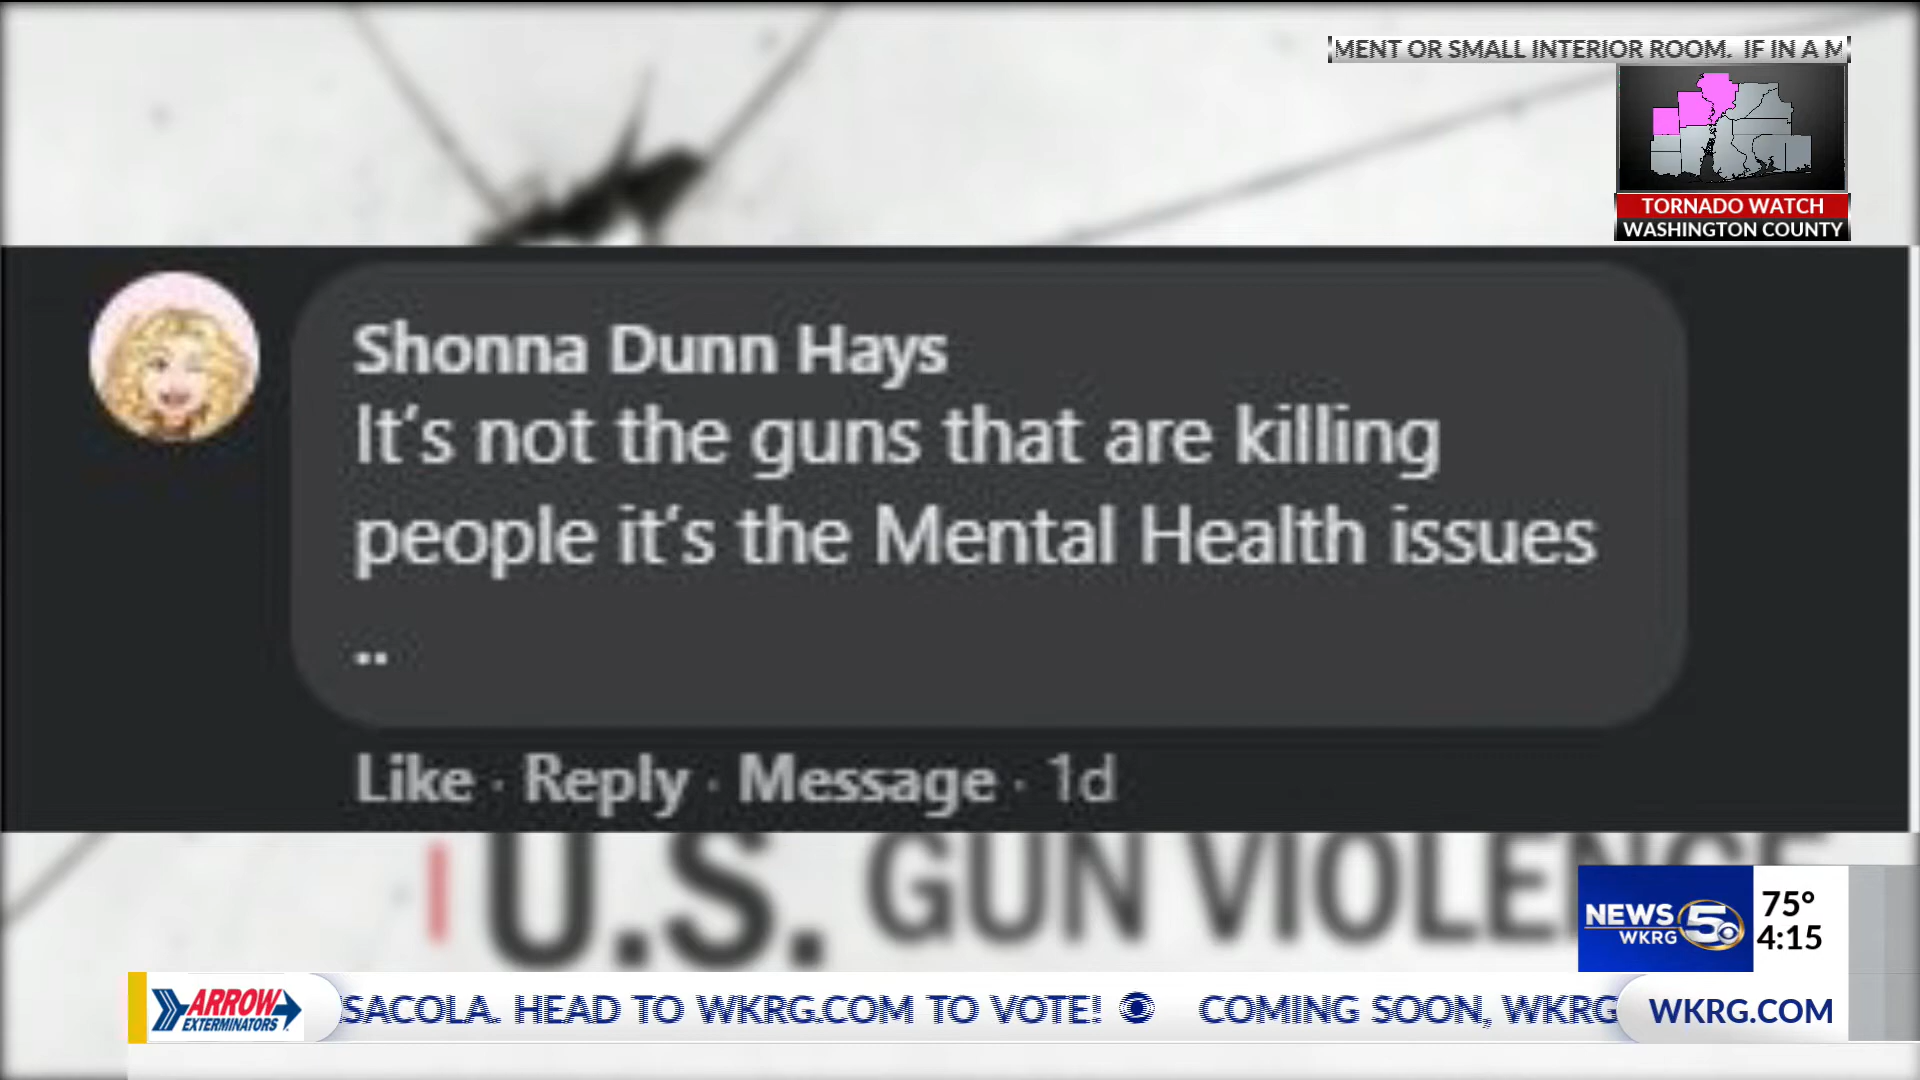 MENT OR SMALL INTERIOR ROOM. IF IN A M
TORNADO WATCH
WASHINGTON COUNTY
Shonna Dunn Hays
It's not the guns that are killing
people it's the Mental Health issues
..
Like · Reply · Message · 1d
U.S. GUN VIOLENCE
NEWS 5
WKRG
75°
4:15
ARROW
EXTERMINATORS
SACOLA. HEAD TO WKRG.COM TO VOTE! COMING SOON, WKRG
WKRG.COM